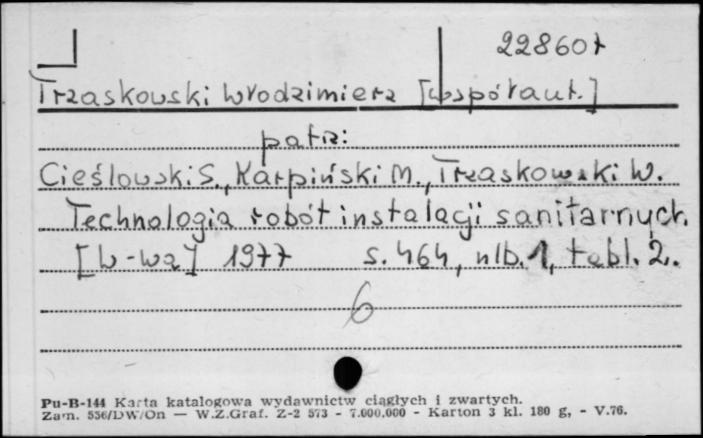 228607
Trzaskowski Włodzimierz [współaut.]
patrz:
Cieślowski S., Karpiński M., Trzaskowski W.
Technologia robót instalacji sanitarnych.
[W-wa] 1977 s. 464, nlb. 1, tabl. 2.
6
Pu-B-144 Karta katalogowa wydawnictw ciągłych i zwartych.
Zam. 536/DW/On — W.Z.Graf. Z-2 573 - 7.000.000 - Karton 3 kl. 180 g, - V.76.